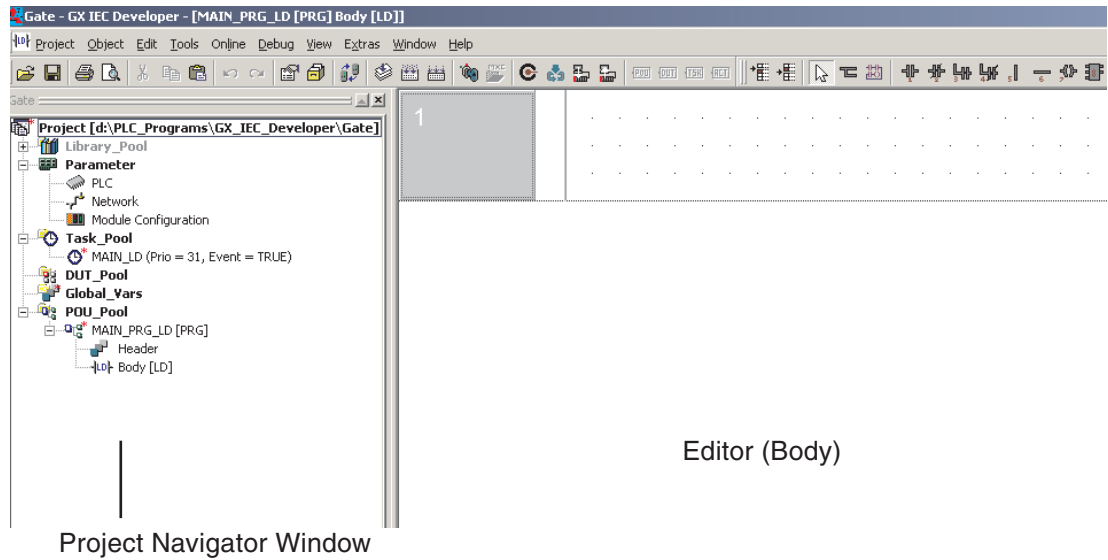 Gate - GX IEC Developer - [MAIN_PRG_LD [PRG] Body [LD]]
Project Object Edit Tools Online Debug View Extras Window Help
Gate
Project [d:\PLC_Programs\GX_IEC_Developer\Gate]
Library_Pool
Parameter
PLC
Network
Module Configuration
Task_Pool
MAIN_LD (Prio = 31, Event = TRUE)
DUT_Pool
Global_Vars
POU_Pool
MAIN_PRG_LD [PRG]
Header
Body [LD]
1
Editor (Body)
Project Navigator Window